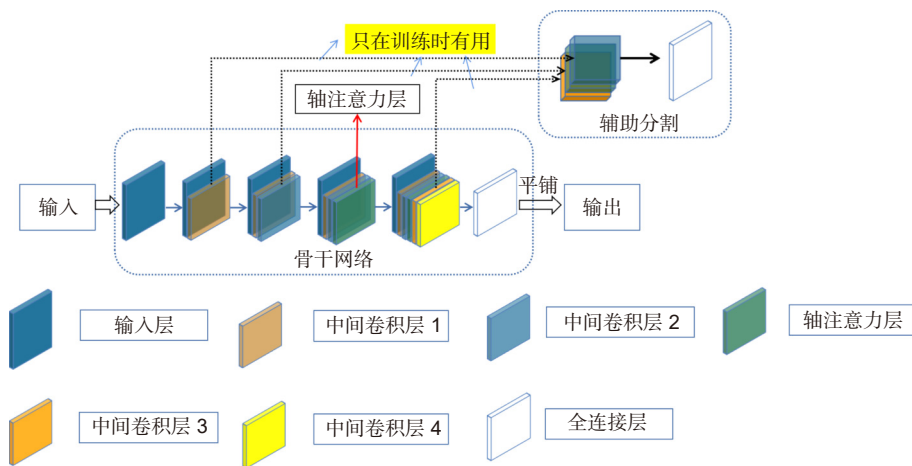 只在训练时有用
轴注意力层
辅助分割
输入
平铺
输出
骨干网络
输入层
中间卷积层 1
中间卷积层 2
轴注意力层
中间卷积层 3
中间卷积层 4
全连接层